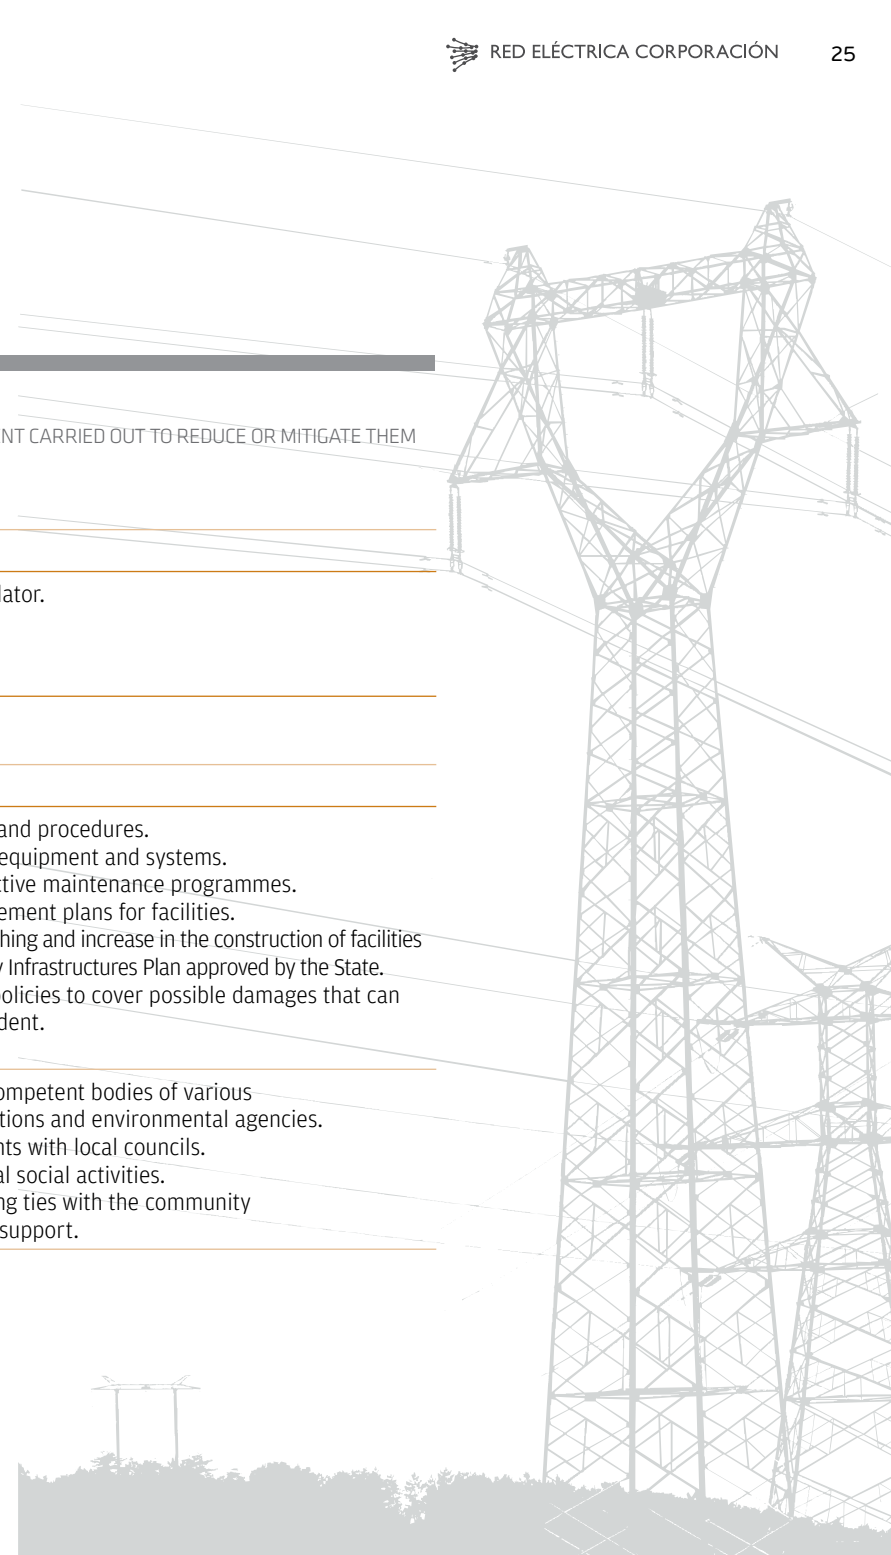 RED ELÉCTRICA CORPORACIÓN 25
NT CARRIED OUT TO REDUCE OR MITIGATE THEM
lator.
and procedures.
equipment and systems.
ctive maintenance programmes.
ement plans for facilities.
hing and increase in the construction of facilities
y Infrastructures Plan approved by the State.
policies to cover possible damages that can
dent.
ompetent bodies of various
tions and environmental agencies.
nts with local councils.
al social activities.
ng ties with the community
support.